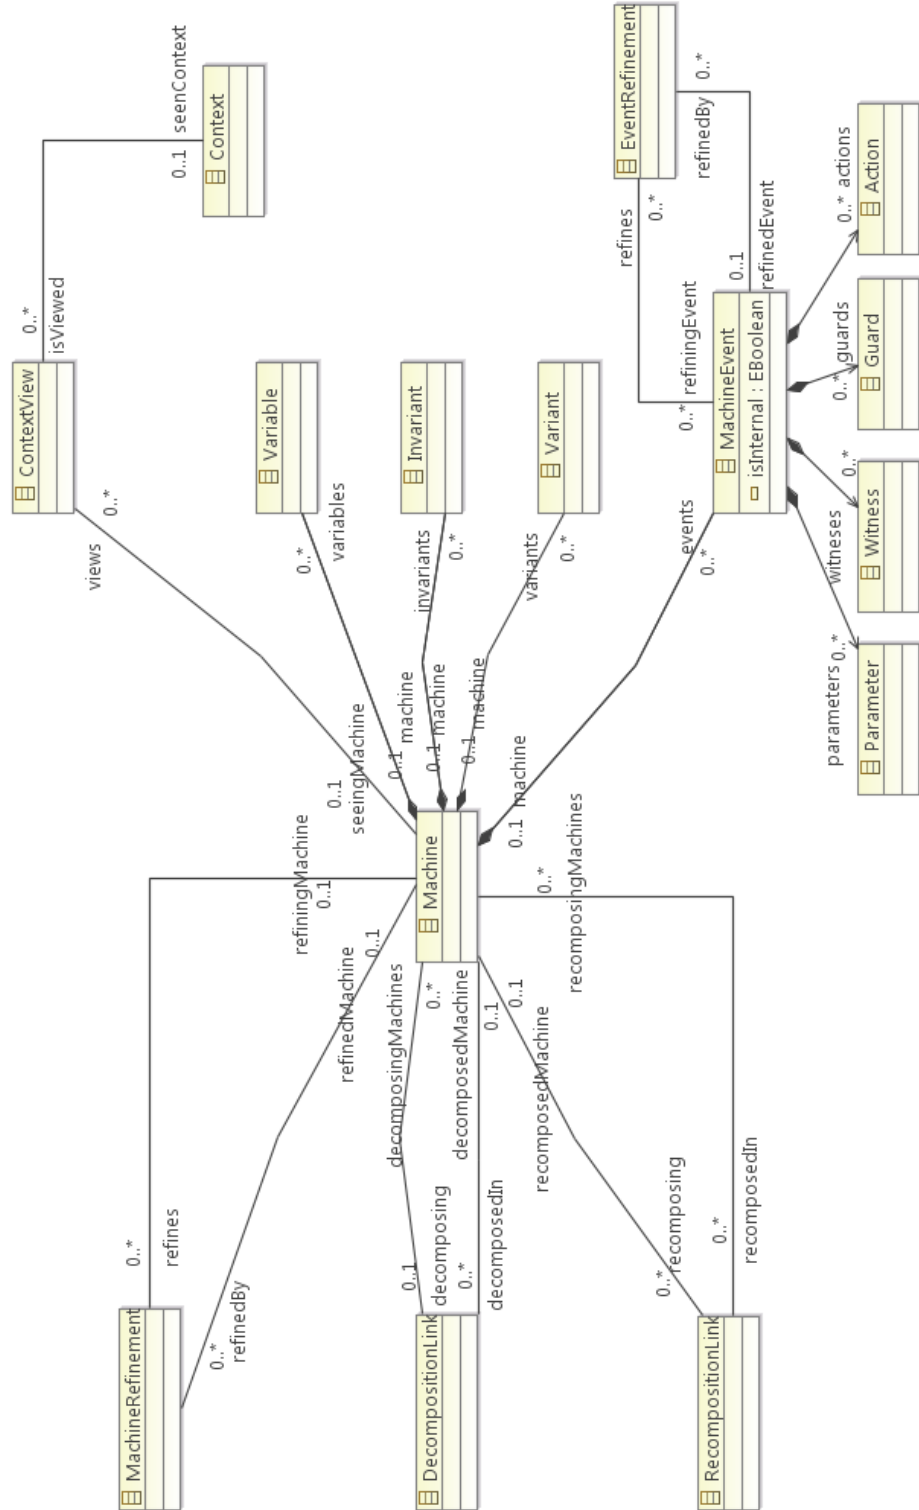 MachineRefinement
0..*
refines
0..*
refinedBy
DecompositionLink
0..1
decomposing
0..*
decomposedIn
RecompositionLink
0..*
recomposing
0..*
recomposedIn
refiningMachine
0..1
refinedMachine
0..1
decomposingMachines
0..*
decomposedMachine
0..1
recomposedMachine
0..1
recomposingMachines
0..*
Machine
0..1
seeingMachine
0..1
machine
0..1
machine
0..1
machine
0..1
machine
views
0..*
ContextView
0..*
isViewed
0..1
seenContext
Context
0..*
variables
Variable
invariants
0..*
Invariant
variants
0..*
Variant
events
0..*
MachineEvent
isInternal : EBoolean
0..*
refiningEvent
refines
0..*
0..1
refinedEvent
refinedBy
0..*
EventRefinement
parameters
0..*
Parameter
witneses
0..*
Witness
0..*
guards
Guard
0..*
actions
Action